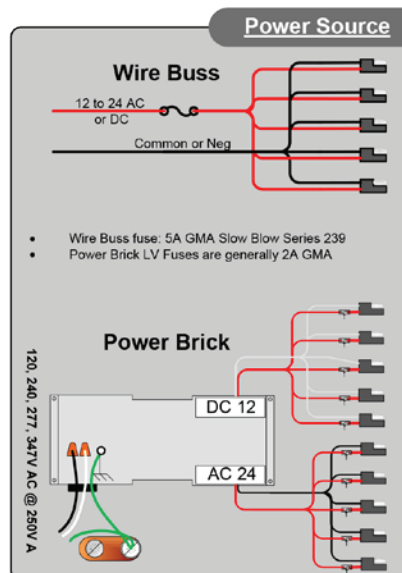 Power Source
Wire Buss
12 to 24 AC
or DC
Common or Neg
• Wire Buss fuse: 5A GMA Slow Blow Series 239
• Power Brick LV Fuses are generally 2A GMA
Power Brick
DC 12
AC 24
120, 240, 277, 347V AC @ 250V A